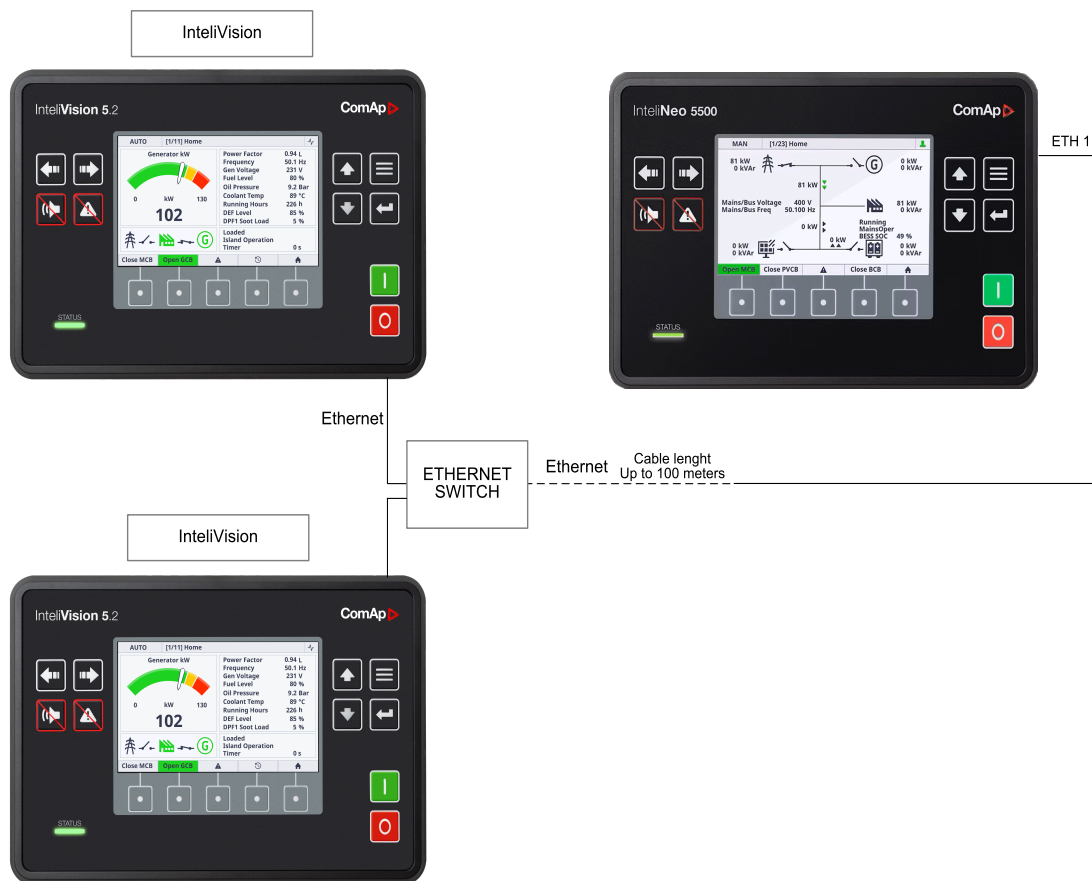 InteliVision
InteliVision 5.2
ComAp
AUTO [1/11] Home
Generator kW
0 kW 130
102
Power Factor 0.94 L
Frequency 50.1 Hz
Gen Voltage 231 V
Fuel Level 80 %
Oil Pressure 9.2 Bar
Coolant Temp 89 °C
Running Hours 226 h
DEF Level 85 %
DPF1 Soot Load 5 %
G
Loaded
Island Operation
Timer 0 s
Close MCB Open GCB
STATUS
InteliNeo 5500
ComAp
MAN [1/23] Home
81 kW
0 kVAr
G
0 kW
0 kVAr
81 kW
Mains/Bus Voltage 400 V
Mains/Bus Freq 50.100 Hz
81 kW
0 kVAr
0 kW
Running
MainsOper
BESS SOC 49 %
0 kW
0 kVAr
0 kW
0 kW
0 kVAr
Open MCB Close PVCB Close BCB
STATUS
ETH 1
Ethernet
ETHERNET
SWITCH
Ethernet
Cable lenght
Up to 100 meters
InteliVision
InteliVision 5.2
ComAp
AUTO [1/11] Home
Generator kW
0 kW 130
102
Power Factor 0.94 L
Frequency 50.1 Hz
Gen Voltage 231 V
Fuel Level 80 %
Oil Pressure 9.2 Bar
Coolant Temp 89 °C
Running Hours 226 h
DEF Level 85 %
DPF1 Soot Load 5 %
G
Loaded
Island Operation
Timer 0 s
Close MCB Open GCB
STATUS